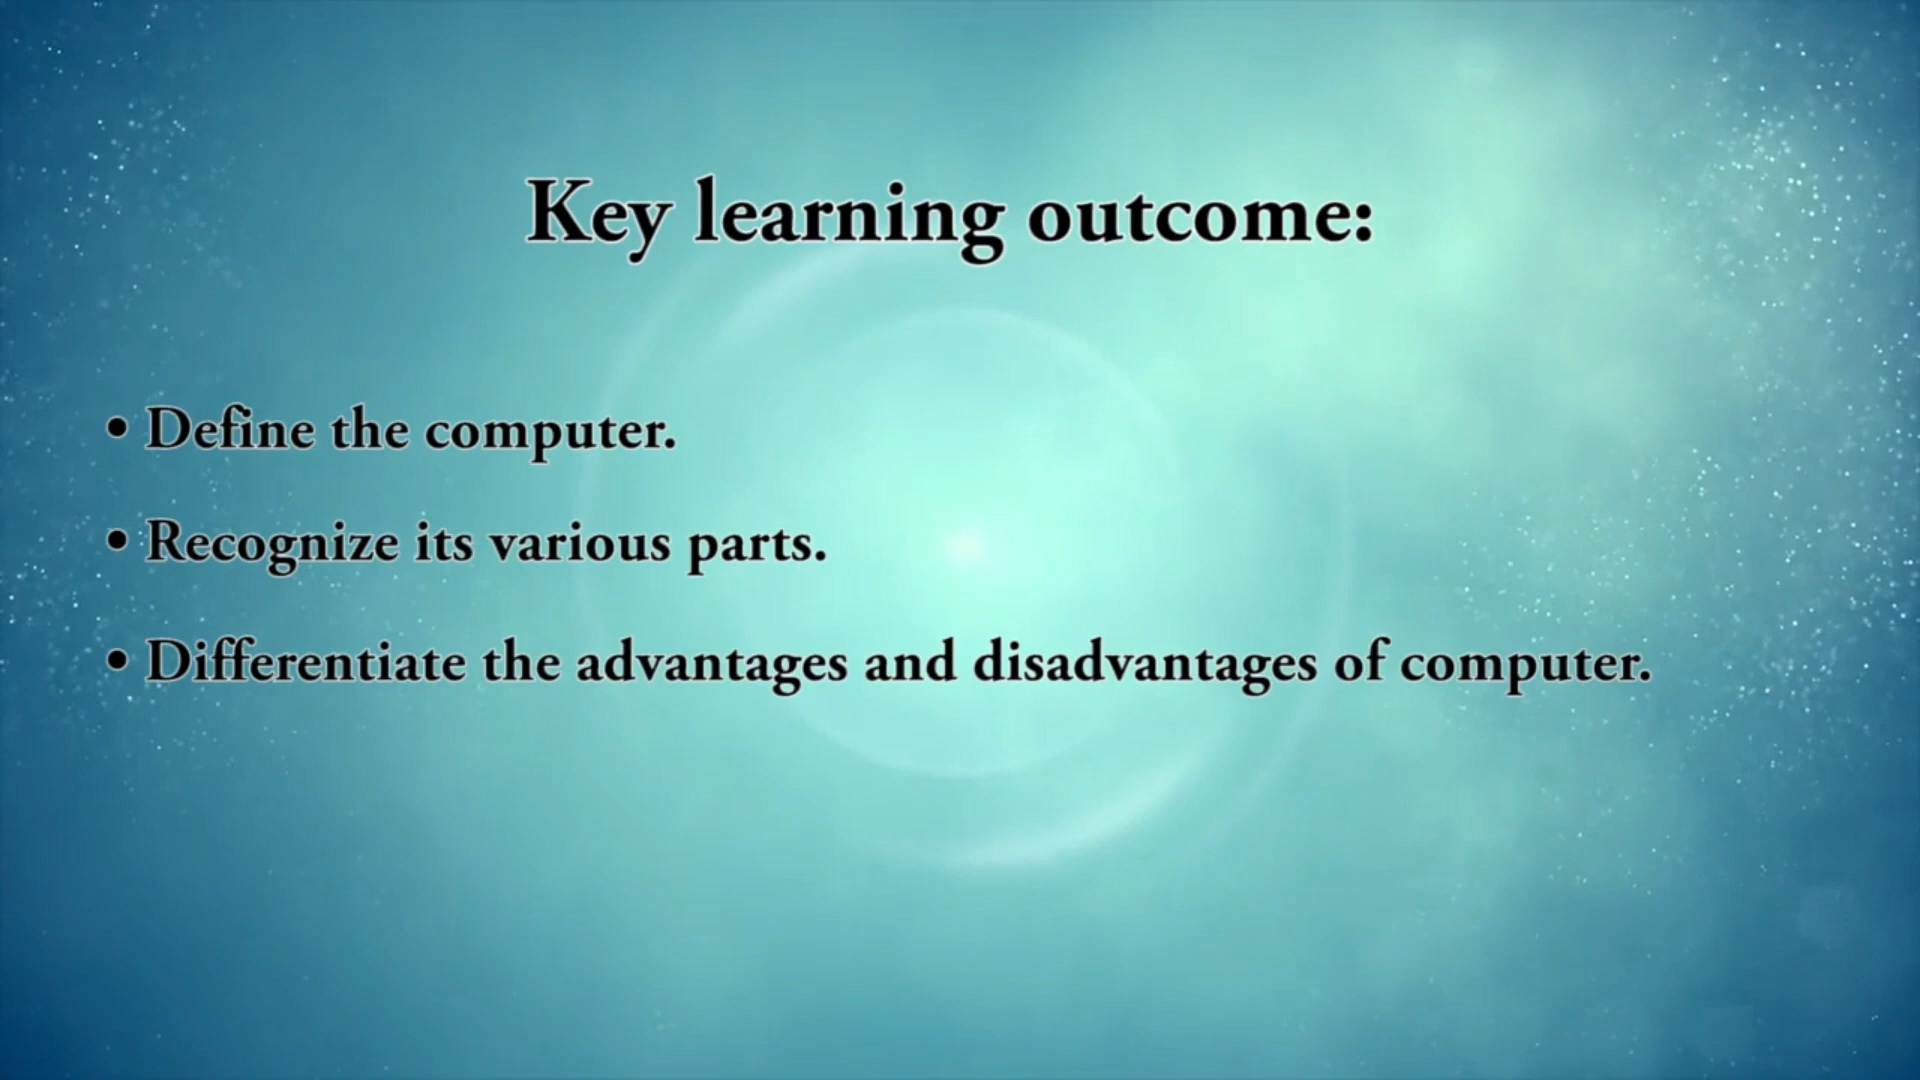 Key learning outcome:
• Define the computer.
• Recognize its various parts.
• Differentiate the advantages and disadvantages of computer.